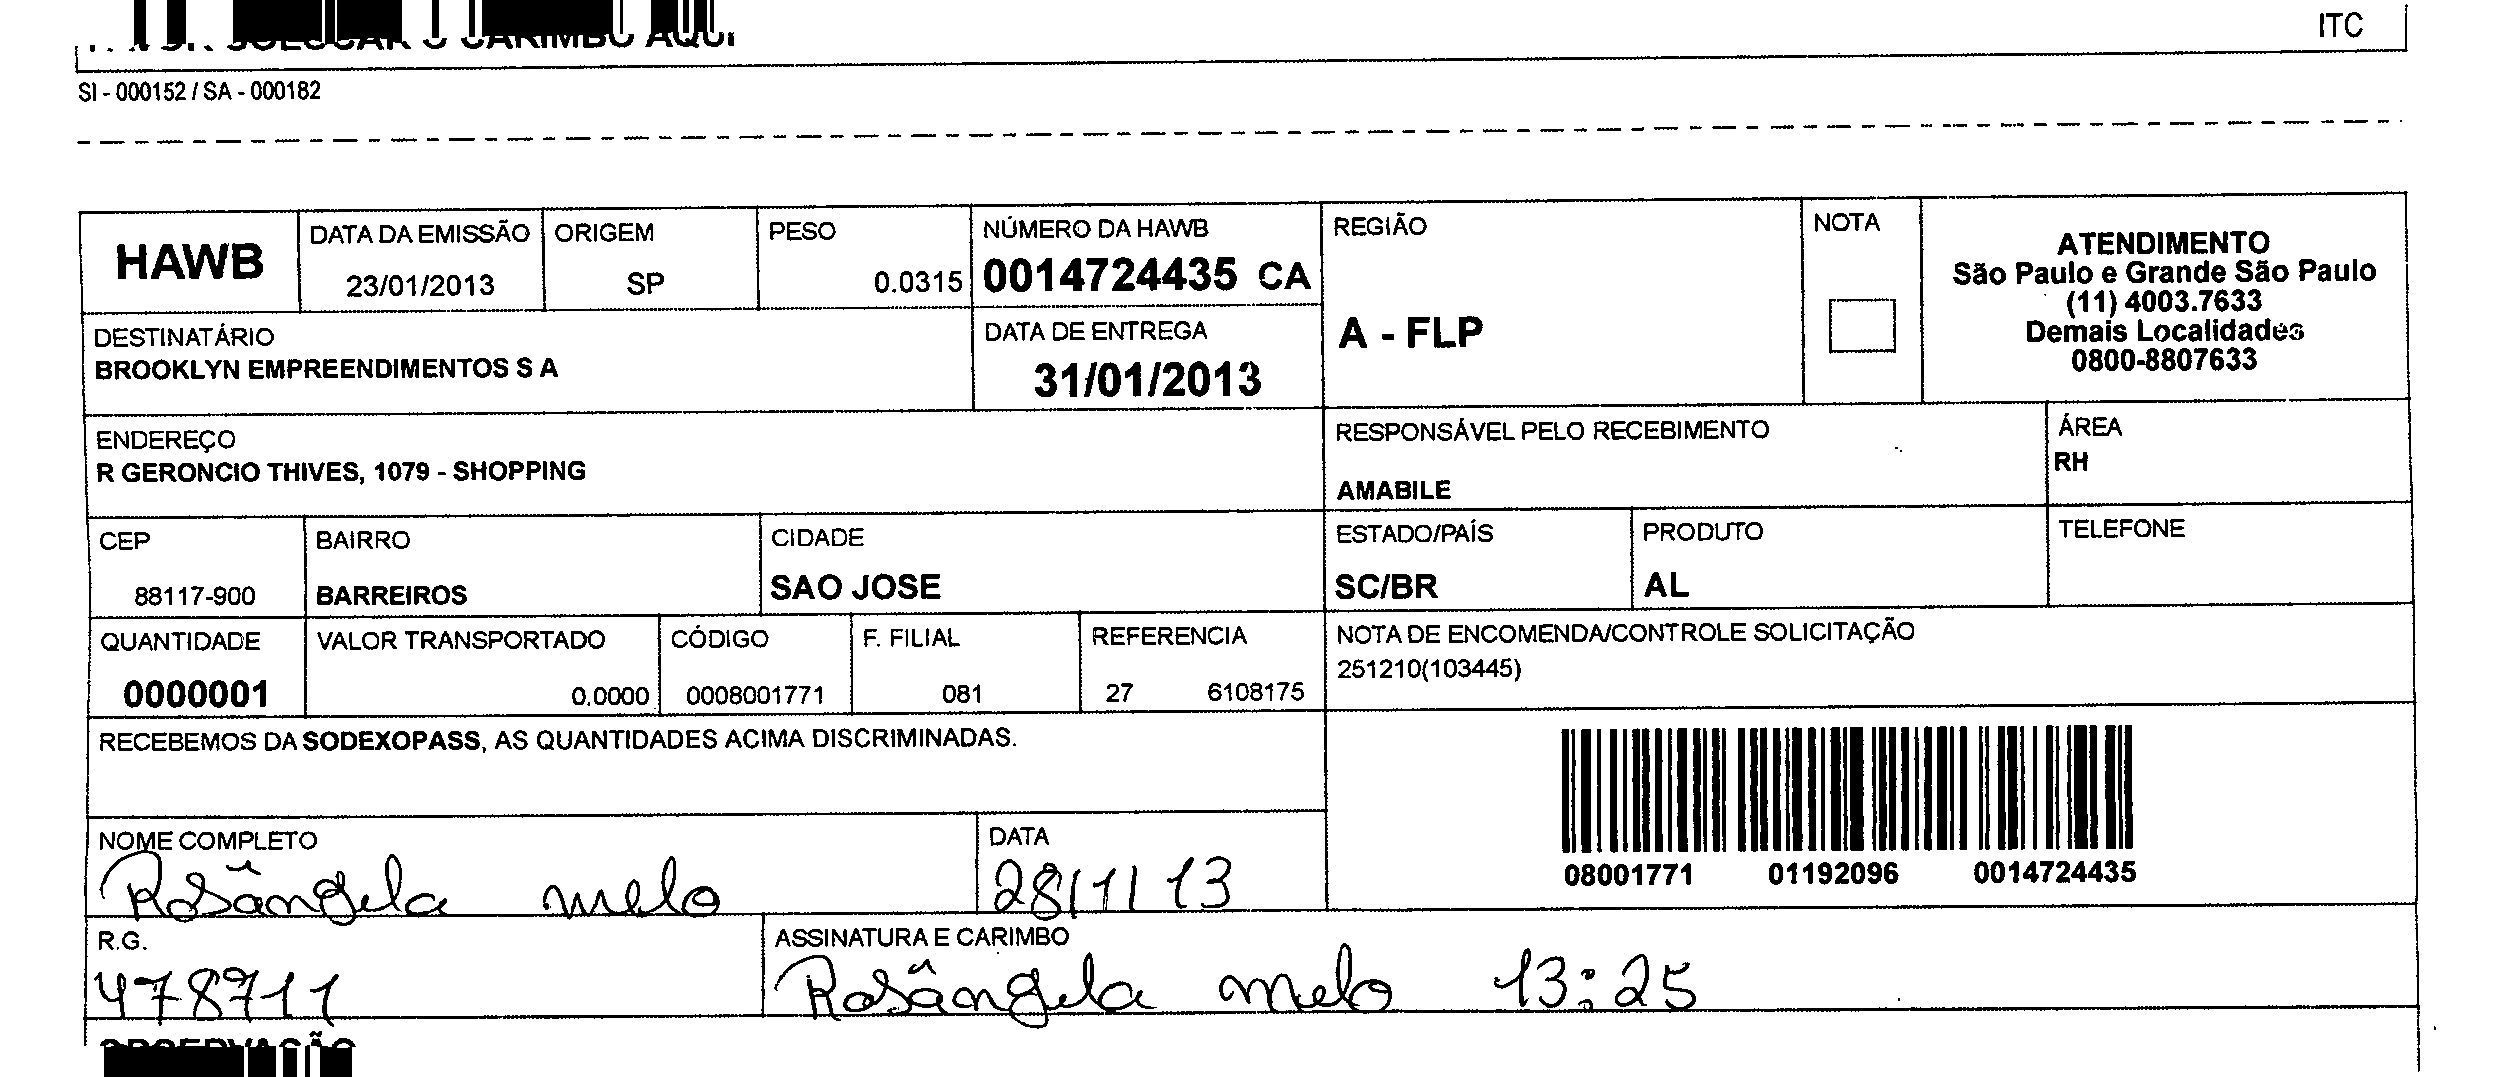 CARIMBO AQUI
ITC
SI - 000152 / SA - 000182
HAWB
DATA DA EMISSÃO
23/01/2013
ORIGEM
SP
PESO
0.0315
NÚMERO DA HAWB
0014724435 CA
REGIÃO
A - FLP
NOTA
ATENDIMENTO
São Paulo e Grande São Paulo
(11) 4003.7633
Demais Localidades
0800-8807633
DESTINATÁRIO
BROOKLYN EMPREENDIMENTOS S A
DATA DE ENTREGA
31/01/2013
ENDEREÇO
R GERONCIO THIVES, 1079 - SHOPPING
RESPONSÁVEL PELO RECEBIMENTO
AMABILE
ÁREA
RH
CEP
88117-900
BAIRRO
BARREIROS
CIDADE
SAO JOSE
ESTADO/PAÍS
SC/BR
PRODUTO
AL
TELEFONE
QUANTIDADE
0000001
VALOR TRANSPORTADO
0.0000
CÓDIGO
0008001771
F. FILIAL
081
REFERENCIA
27 6108175
NOTA DE ENCOMENDA/CONTROLE SOLICITAÇÃO
251210(103445)
RECEBEMOS DA SODEXOPASS, AS QUANTIDADES ACIMA DISCRIMINADAS.
08001771 01192096 0014724435
NOME COMPLETO
Rosângela melo
DATA
28/1/13
R.G.
478711
ASSINATURA E CARIMBO
Rosângela melo 13:25
OBSERVAÇÃO